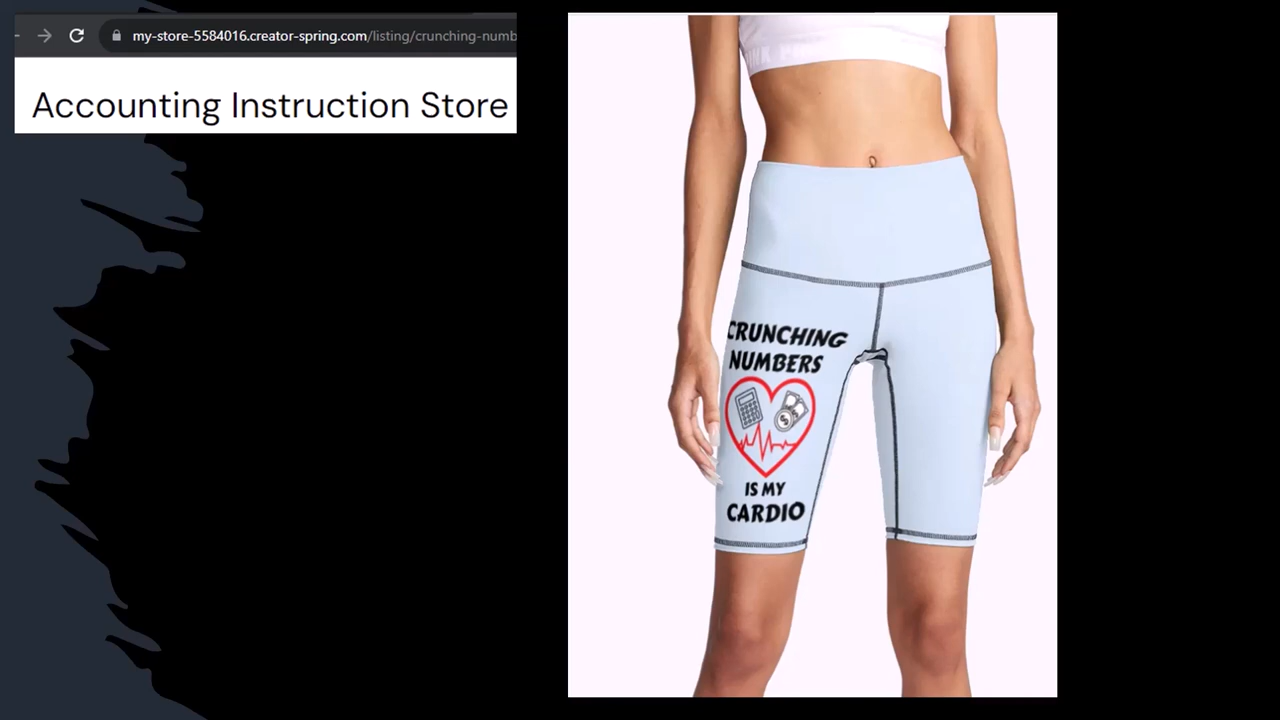 my-store-5584016.creator-spring.com/listing/crunching-numb
Accounting Instruction Store
CRUNCHING
NUMBERS
IS MY
CARDIO